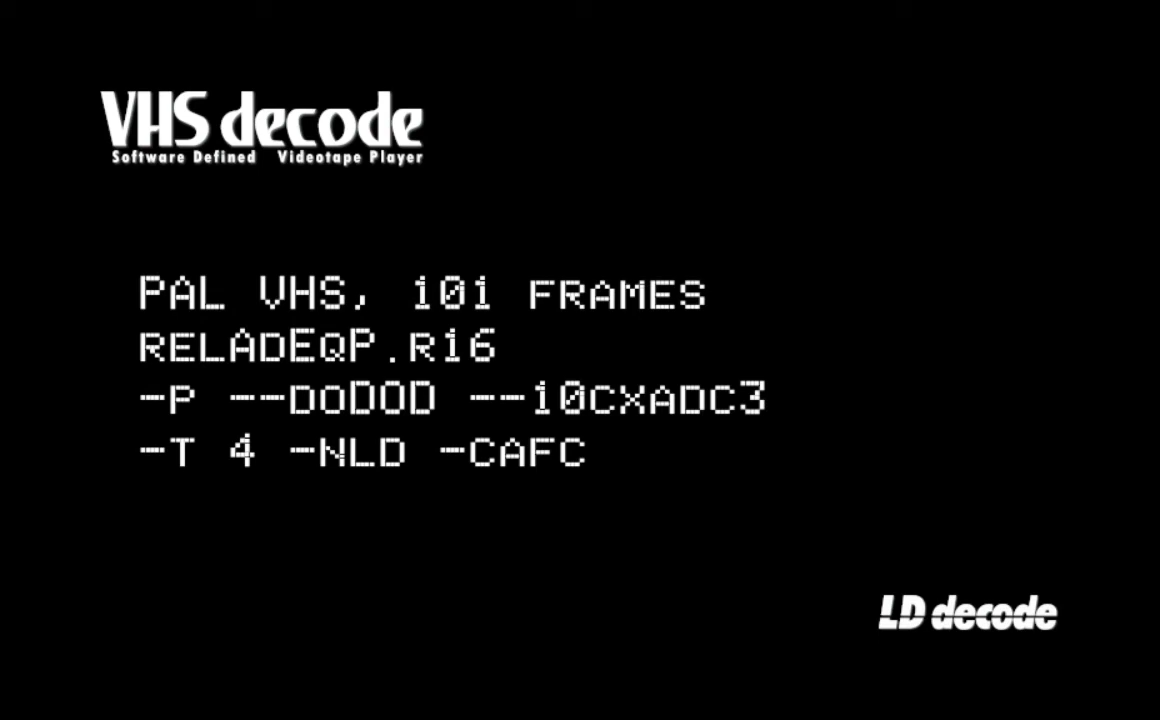 VHS decode
Software Defined Videotape Player
PAL VHS, 101 FRAMES
RELADEQP.R16
-P --DODOD --10CXADC3
-T 4 -NLD -CAFC
LD decode